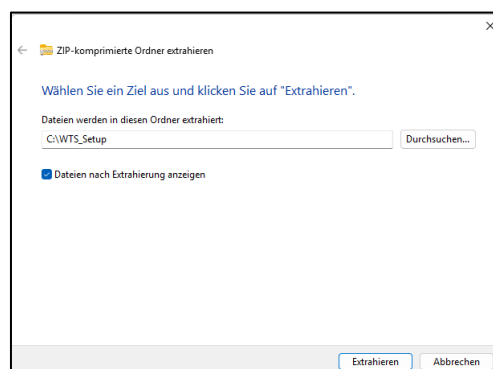 ZIP-komprimierte Ordner extrahieren
Wählen Sie ein Ziel aus und klicken Sie auf "Extrahieren".
Dateien werden in diesen Ordner extrahiert:
C:\WTS_Setup
Durchsuchen...
Dateien nach Extrahierung anzeigen
Extrahieren
Abbrechen